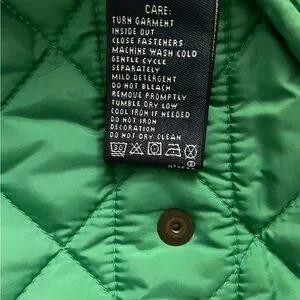 CARE:
TURN GARMENT
INSIDE OUT
CLOSE FASTENERS
MACHINE WASH COLD
GENTLE CYCLE
SEPARATELY
MILD DETERGENT
DO NOT BLEACH
REMOVE PROMPTLY
TUMBLE DRY LOW
COOL IRON IF NEEDED
DO NOT IRON
DECORATION
DO NOT DRY CLEAN
30